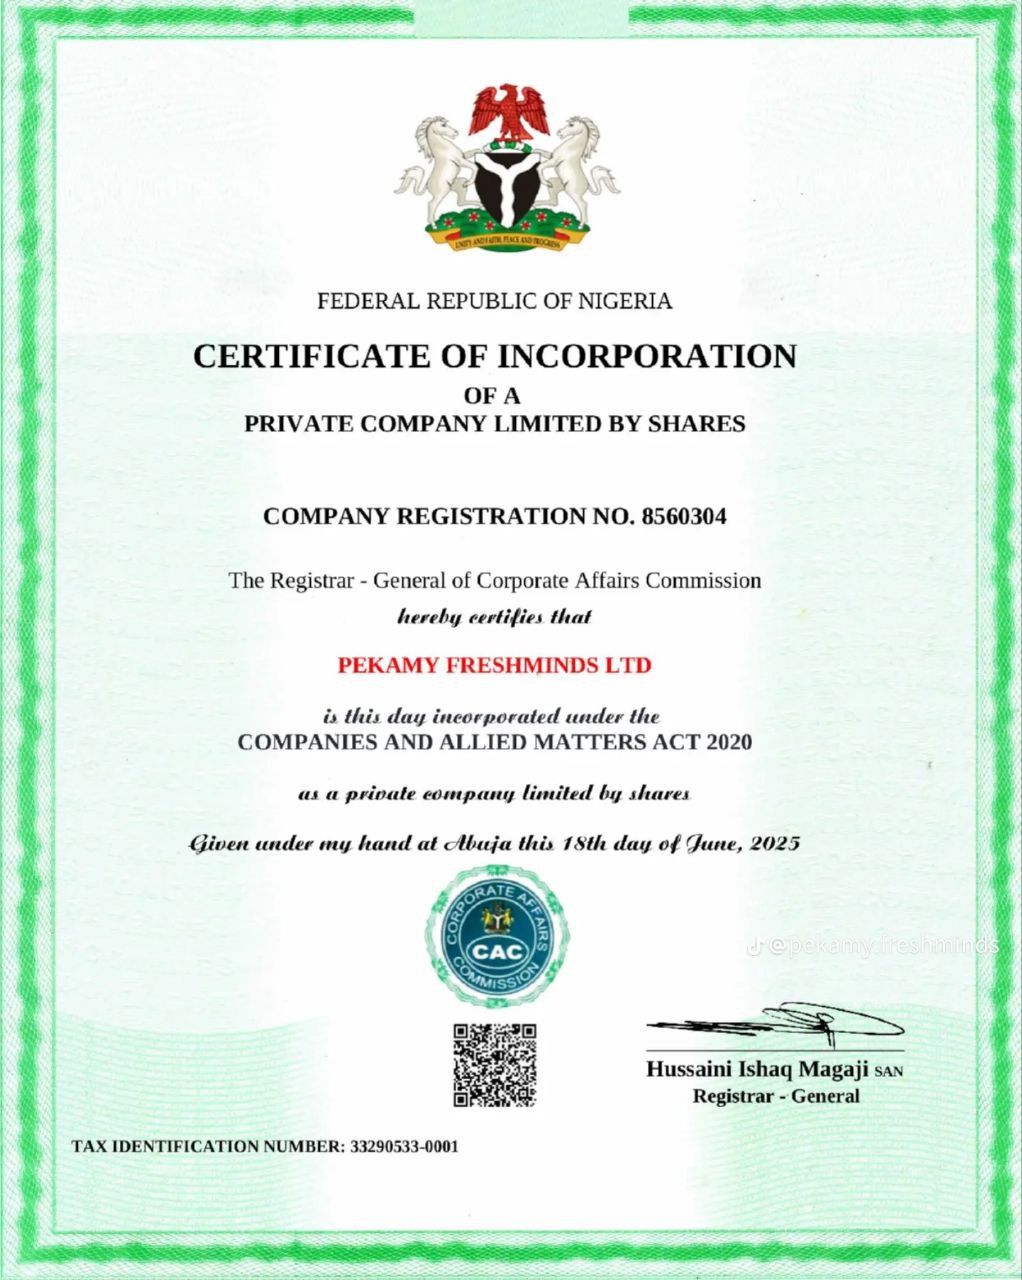 UNITY AND FAITH, PEACE AND PROGRESS
FEDERAL REPUBLIC OF NIGERIA
CERTIFICATE OF INCORPORATION
OF A
PRIVATE COMPANY LIMITED BY SHARES
COMPANY REGISTRATION NO. 8560304
The Registrar - General of Corporate Affairs Commission
hereby certifies that
PEKAMY FRESHMINDS LTD
is this day incorporated under the
COMPANIES AND ALLIED MATTERS ACT 2020
as a private company limited by shares
Given under my hand at Abuja this 18th day of June, 2025
CORPORATE AFFAIRS
CAC
COMMISSION
@pekamy.freshminds
Hussaini Ishaq Magaji SAN
Registrar - General
TAX IDENTIFICATION NUMBER: 33290533-0001